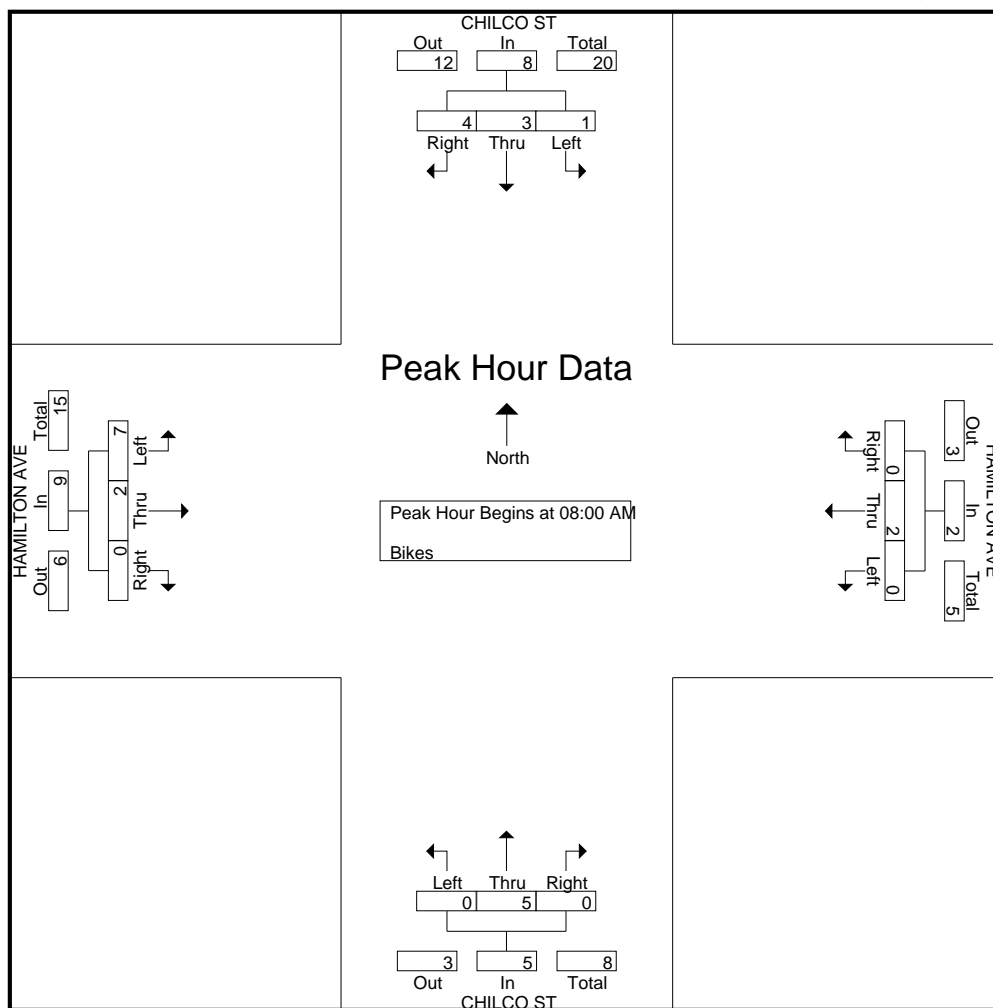 CHILCO ST
Out In Total
12 8 20
4 3 1
Right Thru Left
Peak Hour Data
North
Peak Hour Begins at 08:00 AM
Bikes
HAMILTON AVE
Out In Total
6 9 15
7 2 0
Left Thru Right
HAMILTON AVE
Out In Total
3 2 5
0 2 0
Right Thru Left
Left Thru Right
0 5 0
3 5 8
Out In Total
CHILCO ST